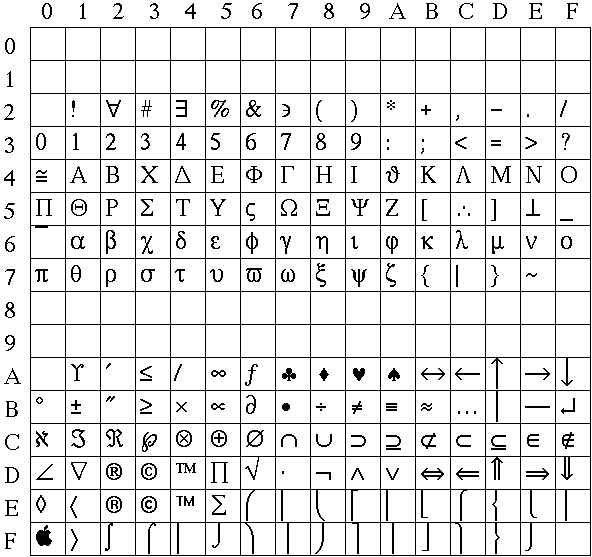 0 1 2 3 4 5 6 7 8 9 A B C D E F
0
1
2 ! ∀ # ∃ % & ∋ ( ) * + , − . /
3 0 1 2 3 4 5 6 7 8 9 : ; < = > ?
4 ≅ Α Β Χ Δ Ε Φ Γ Η Ι ϑ Κ Λ Μ Ν Ο
5 Π Θ Ρ Σ Τ Υ ς Ω Ξ Ψ Ζ [ ∴ ] ⊥ _
6 ‾ α β χ δ ε ϕ γ η ι φ κ λ μ ν ο
7 π θ ρ σ τ υ ϖ ω ξ ψ ζ { | } ~
8
9
A ϒ ′ ≤ ⁄ ∞ ƒ ♣ ♦ ♥ ♠ ↔ ← ↑ → ↓
B ° ± ″ ≥ × ∝ ∂ • ÷ ≠ ≡ ≈ … ⏐ ⎯ ↵
C ℵ ℑ ℜ ℘ ⊗ ⊕ ∅ ∩ ∪ ⊃ ⊇ ⊄ ⊂ ⊆ ∈ ∉
D ∠ ∇ ® © ™ ∏ √ ⋅ ¬ ∧ ∨ ⇔ ⇐ ⇑ ⇒ ⇓
E ◊ 〈 ® © ™ ∑ ⎛ ⎜ ⎝ ⎡ ⎢ ⎣ ⎧ ⎨ ⎩ ⎪
F  〉 ∫ ⌠ ⎮ ⌡ ⎞ ⎟ ⎠ ⎤ ⎥ ⎦ ⎫ ⎬ ⎭